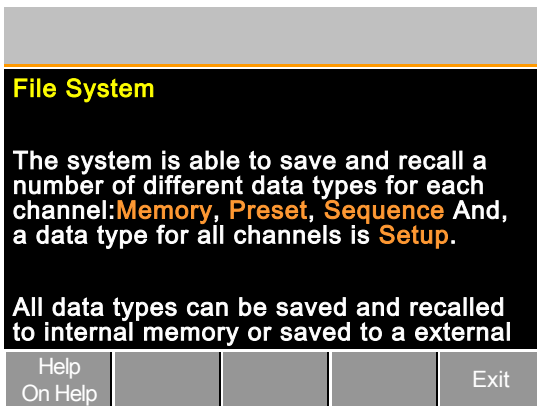 File System
The system is able to save and recall a
number of different data types for each
channel:Memory, Preset, Sequence And,
a data type for all channels is Setup.
All data types can be saved and recalled
to internal memory or saved to a external
Help
On Help
Exit